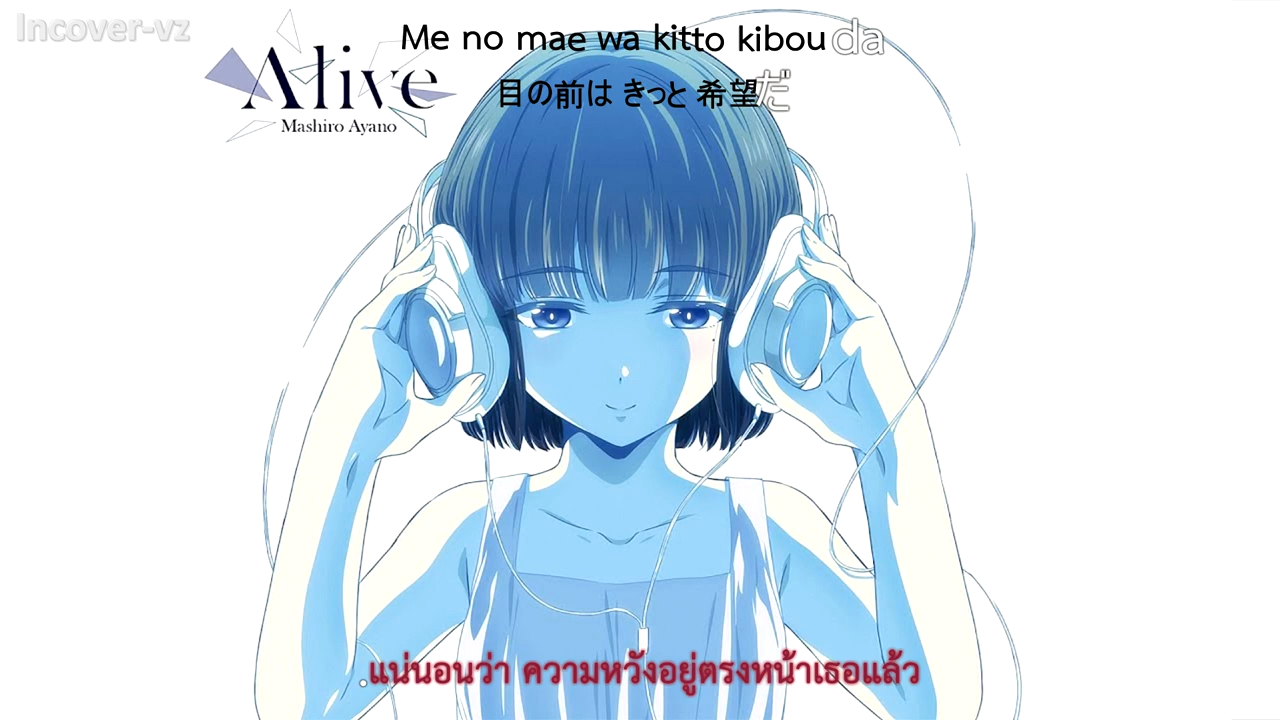 Incover-vz
Me no mae wa kitto kibou da
Alive
目の前は きっと 希望だ
Mashiro Ayano
แน่นอนว่า ความหวังอยู่ตรงหน้าเธอแล้ว